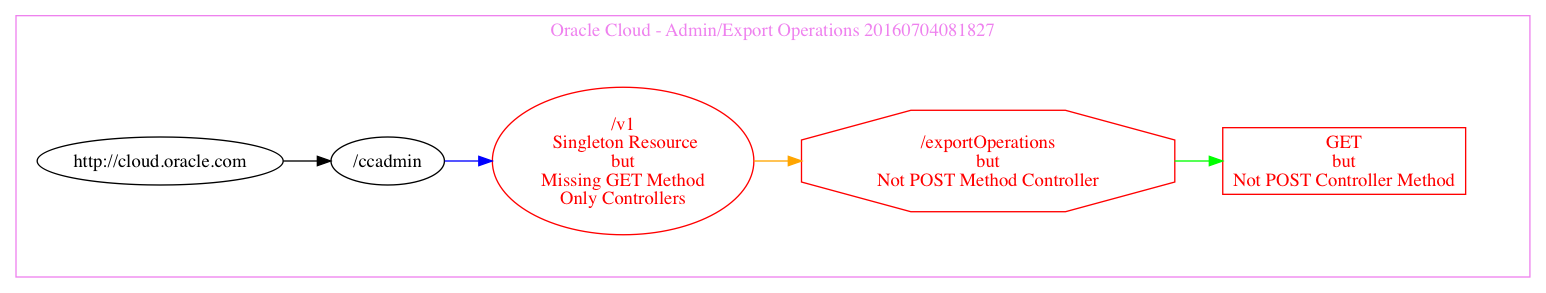 Oracle Cloud - Admin/Export Operations 20160704081827
http://cloud.oracle.com
/ccadmin
/v1
Singleton Resource
but
Missing GET Method
Only Controllers
/exportOperations
but
Not POST Method Controller
GET
but
Not POST Controller Method